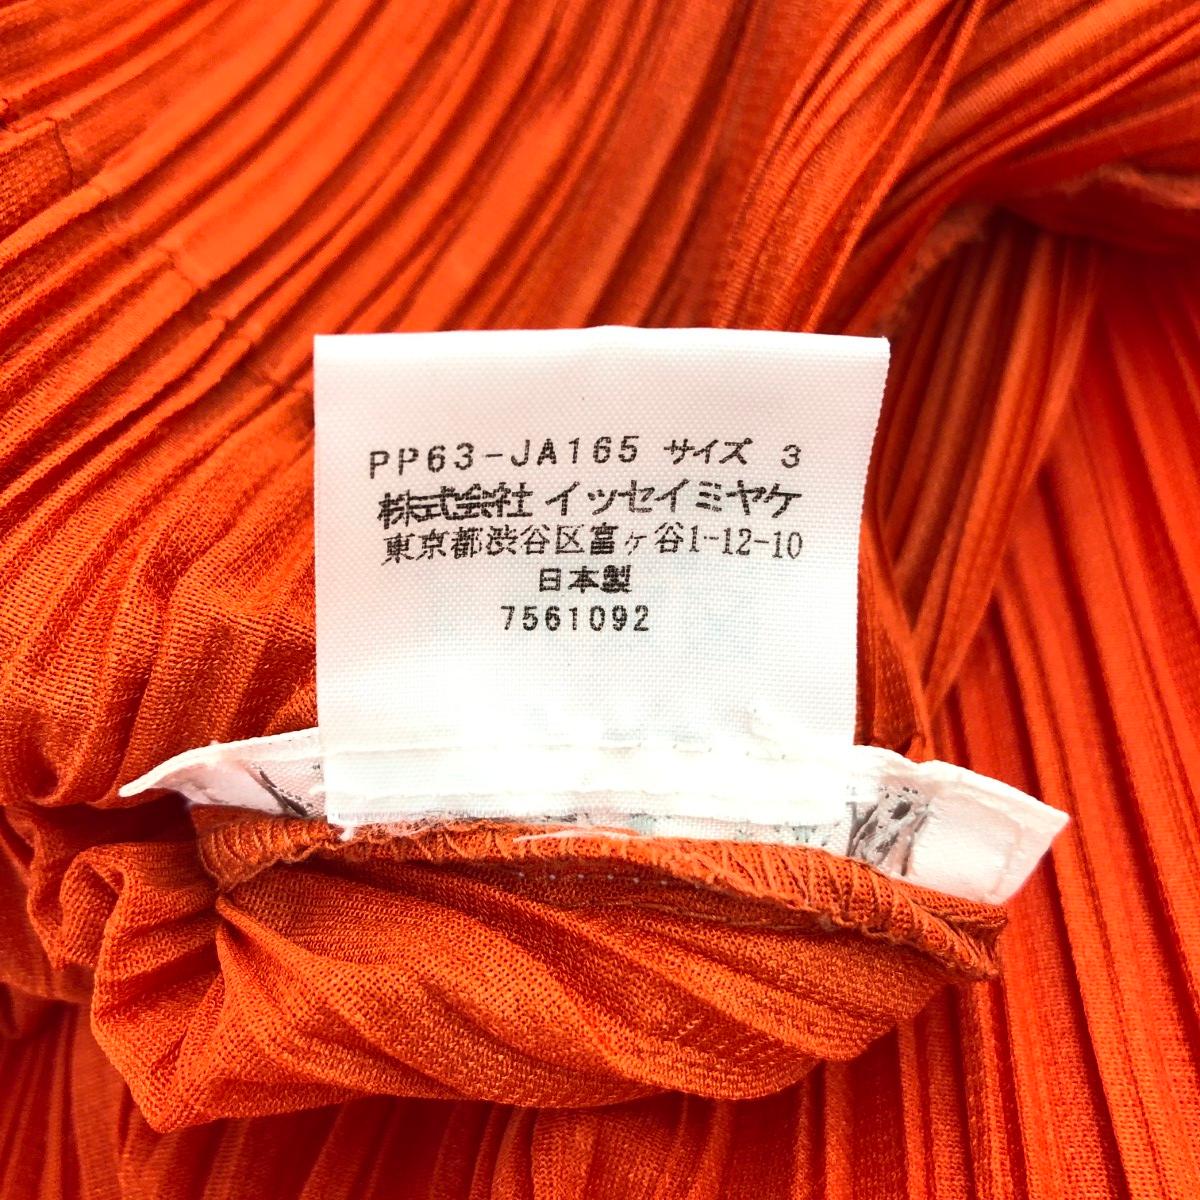 PP63-JA165 サイズ 3
株式会社 イッセイミヤケ
東京都渋谷区富ヶ谷1-12-10
日本製
7561092